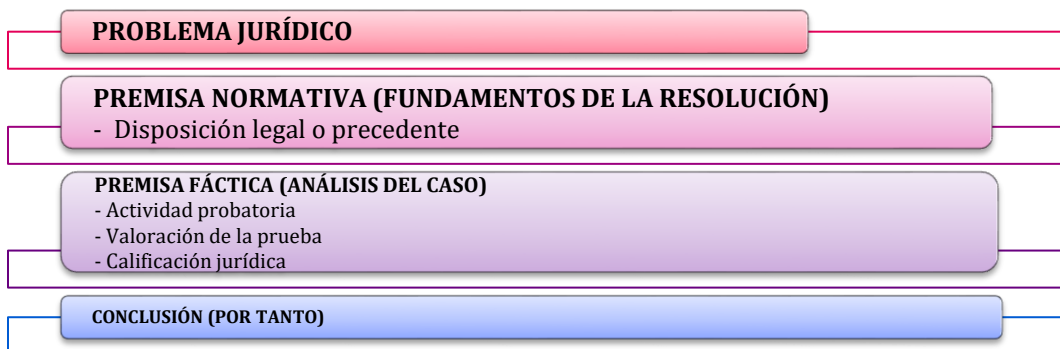 PROBLEMA JURÍDICO
PREMISA NORMATIVA (FUNDAMENTOS DE LA RESOLUCIÓN)
- Disposición legal o precedente
PREMISA FÁCTICA (ANÁLISIS DEL CASO)
- Actividad probatoria
- Valoración de la prueba
- Calificación jurídica
CONCLUSIÓN (POR TANTO)